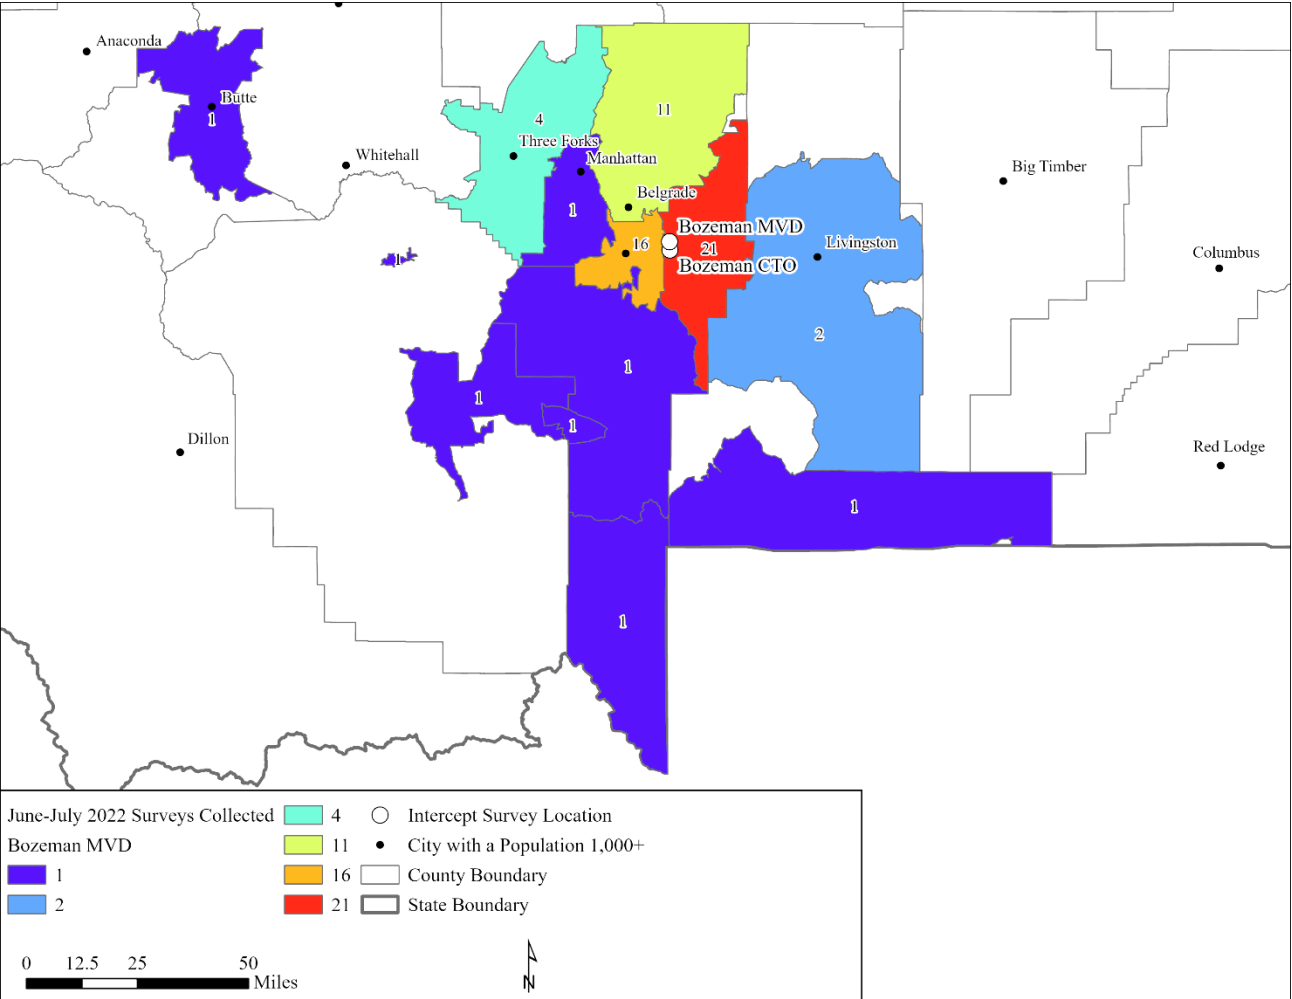 Anaconda
Butte
1
Whitehall
4
Three Forks
11
Manhattan
Big Timber
Belgrade
1
Bozeman MVD
16
21
Livingston
Bozeman CTO
Columbus
1
2
1
1
1
Dillon
Red Lodge
1
1
June-July 2022 Surveys Collected
Bozeman MVD
1
2
4
11
16
21
Intercept Survey Location
City with a Population 1,000+
County Boundary
State Boundary
0 12.5 25 50
Miles
N